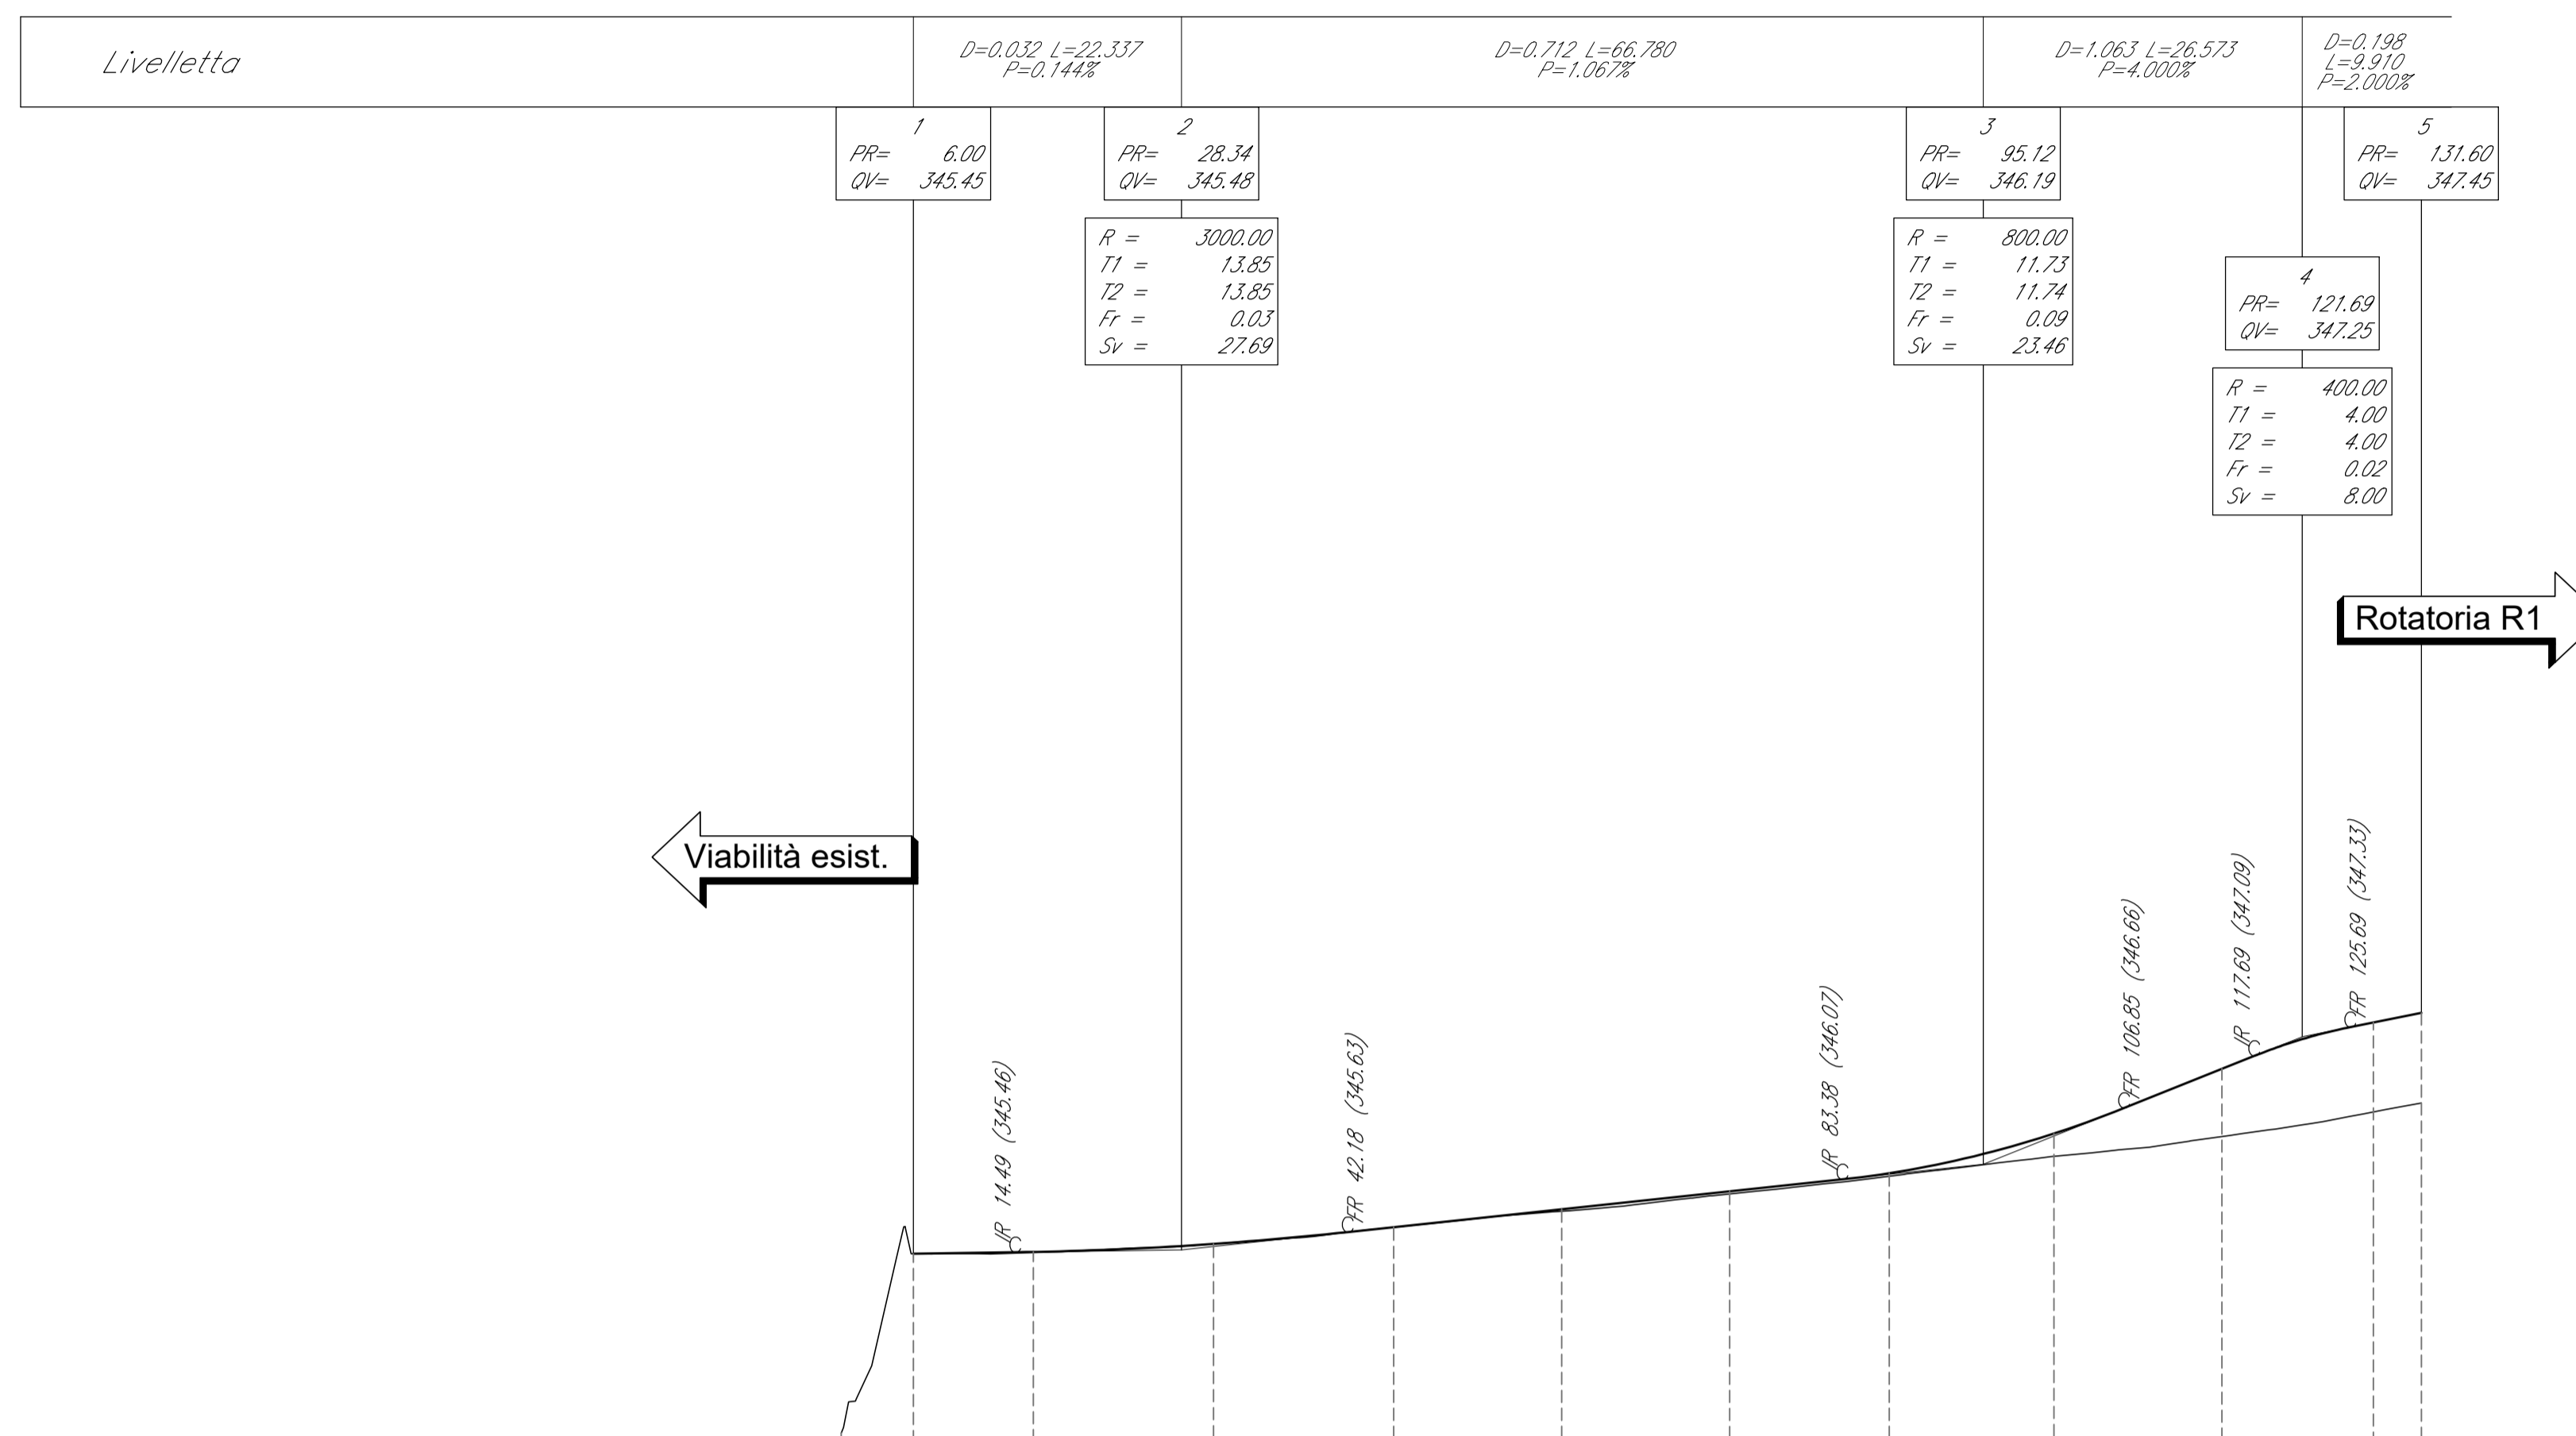 Livelletta
D=0.032 L=22.337
P=0.144%
D=0.712 L=66.780
P=1.067%
D=1.063 L=26.573
P=4.000%
D=0.198
L=9.910
P=2.000%
1
PR= 6.00
QV= 345.45
2
PR= 28.34
QV= 345.48
R = 3000.00
T1 = 13.85
T2 = 13.85
Fr = 0.03
Sv = 27.69
3
PR= 95.12
QV= 346.19
R = 800.00
T1 = 11.73
T2 = 11.74
Fr = 0.09
Sv = 23.46
4
PR= 121.69
QV= 347.25
R = 400.00
T1 = 4.00
T2 = 4.00
Fr = 0.02
Sv = 8.00
5
PR= 131.60
QV= 347.45
Rotatoria R1
Viabilità esist.
IR 14.49 (345.46)
FR 42.18 (345.63)
IR 83.38 (346.07)
FR 106.85 (346.66)
IR 117.69 (347.09)
FR 125.69 (347.33)